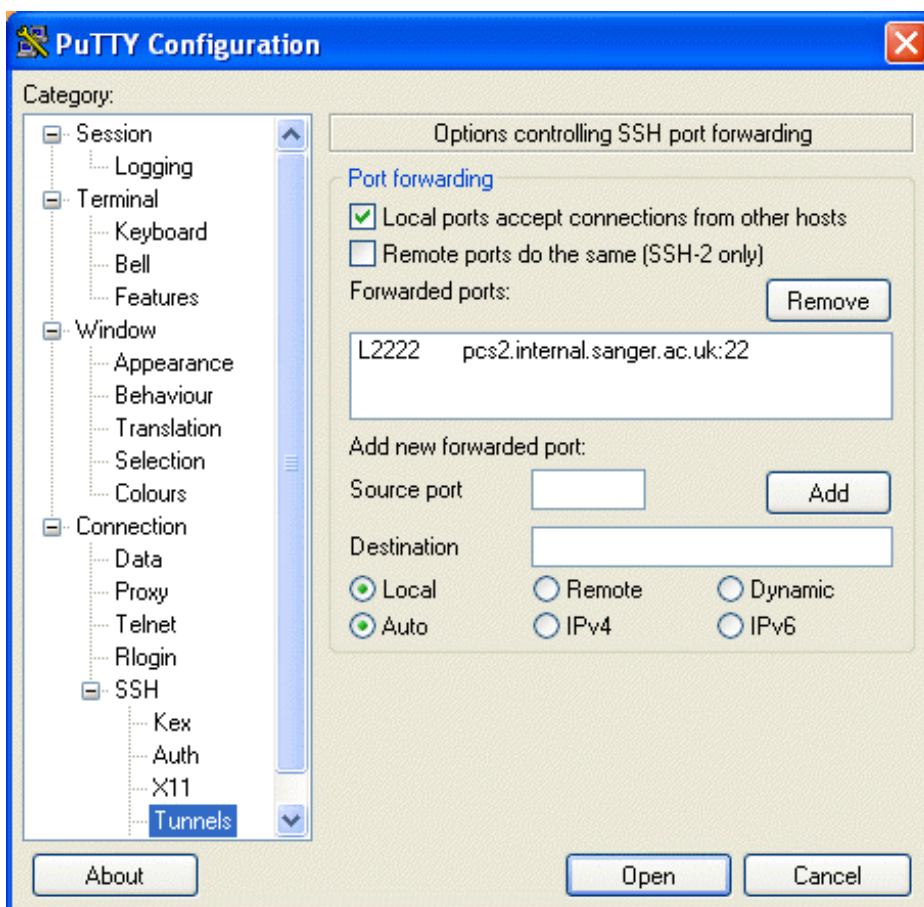 PuTTY Configuration
Category:
Session
Logging
Terminal
Keyboard
Bell
Features
Window
Appearance
Behaviour
Translation
Selection
Colours
Connection
Data
Proxy
Telnet
Rlogin
SSH
Kex
Auth
X11
Tunnels
Options controlling SSH port forwarding
Port forwarding
Local ports accept connections from other hosts
Remote ports do the same (SSH-2 only)
Forwarded ports:
Remove
L2222 pcs2.internal.sanger.ac.uk:22
Add new forwarded port:
Source port
Add
Destination
Local Remote Dynamic
Auto IPv4 IPv6
About Open Cancel